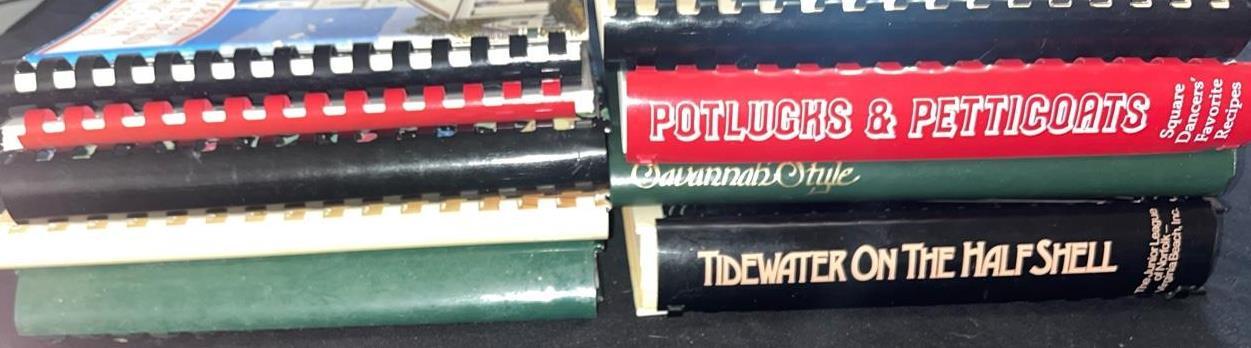 POTLUCKS & PETTICOATS
Square
Dancers'
Favorite
Recipes
Savannah Style
TIDEWATER ON THE HALF SHELL
The Junior League
of Norfolk –
Virginia Beach, Inc.